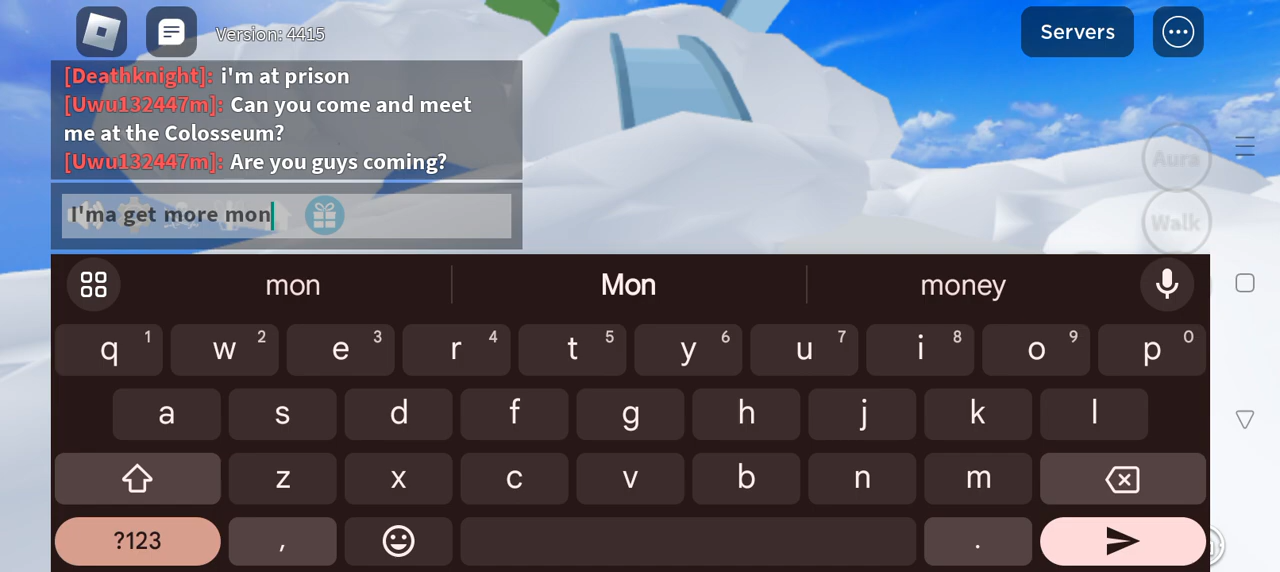 Version: 4415
Servers
[Deathknight]: i'm at prison
[Uwu132447m]: Can you come and meet
me at the Colosseum?
[Uwu132447m]: Are you guys coming?
Aura
I'ma get more mon
Walk
mon Mon money
q 1 w 2 e 3 r 4 t 5 y 6 u 7 i 8 o 9 p 0
a s d f g h j k l
z x c v b n m
?123 , .